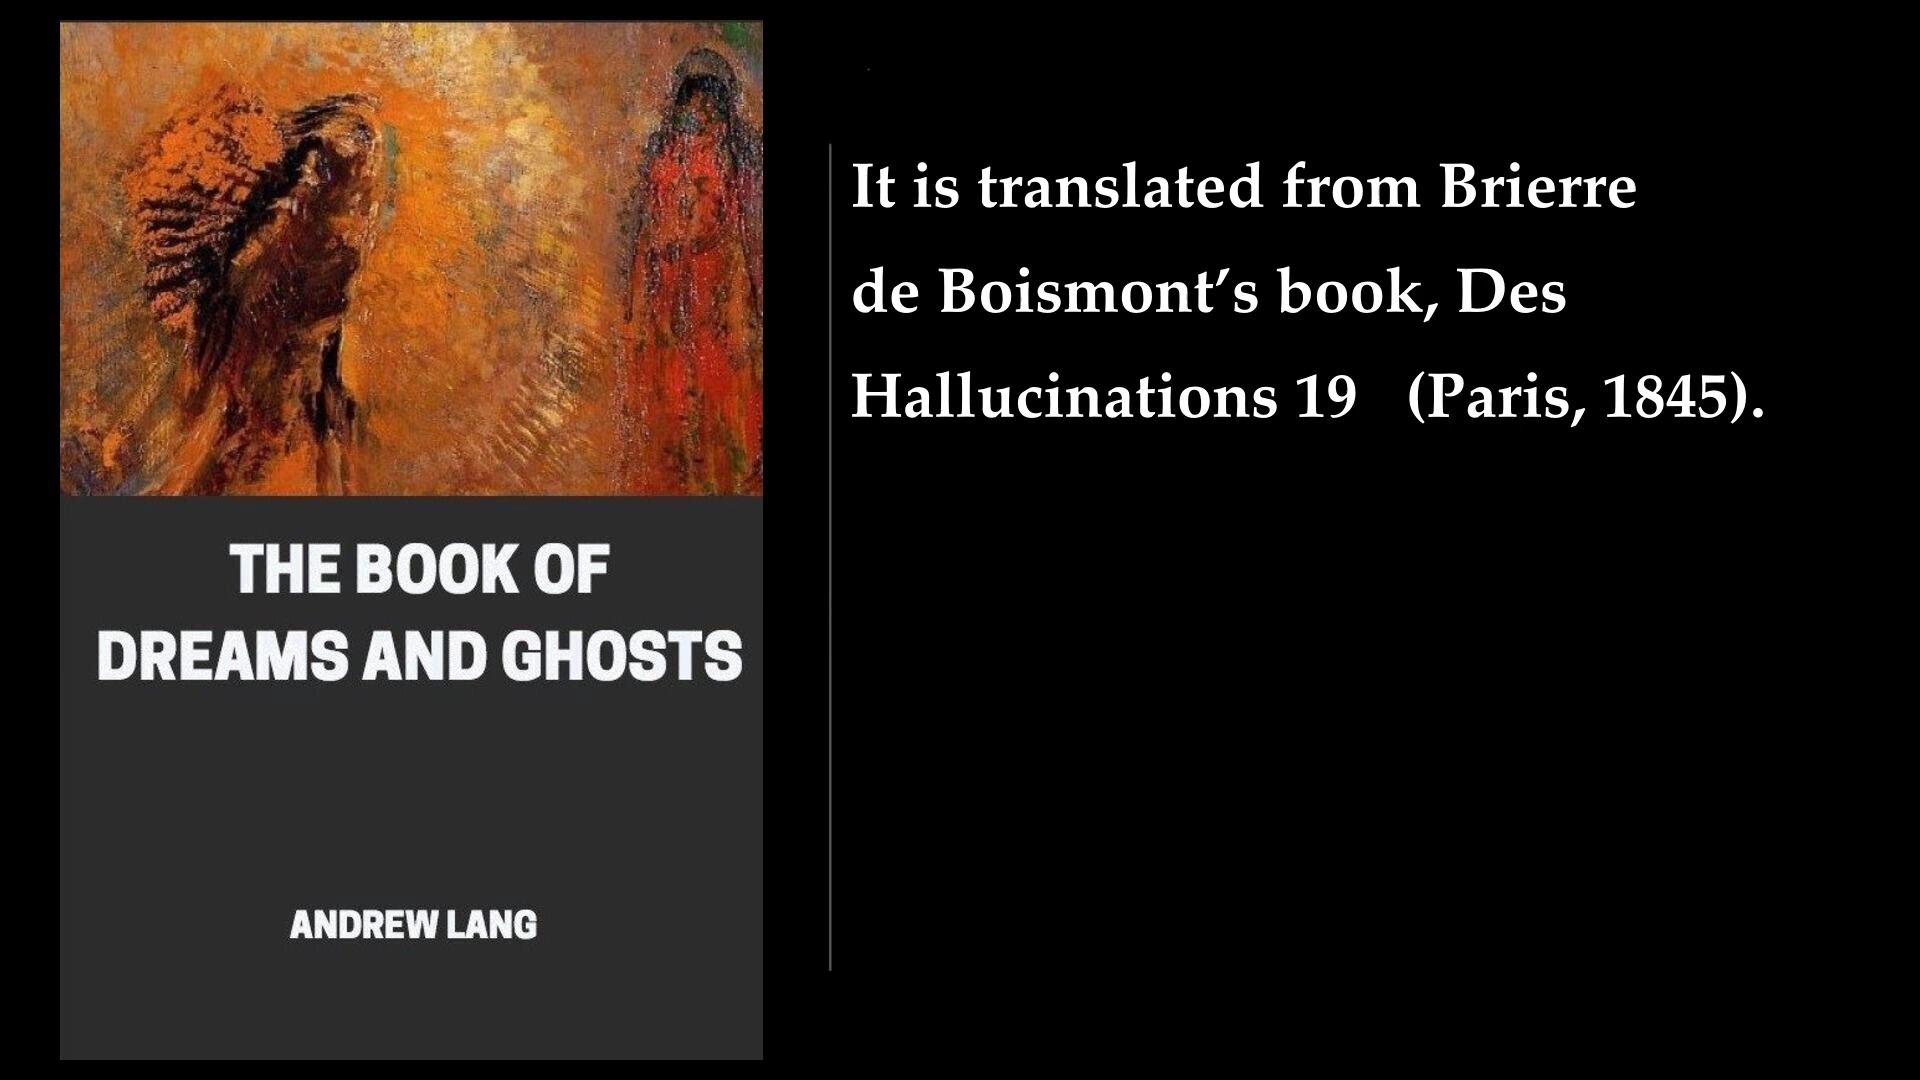 THE BOOK OF
DREAMS AND GHOSTS
ANDREW LANG
It is translated from Brierre
de Boismont’s book, Des
Hallucinations 19 (Paris, 1845).